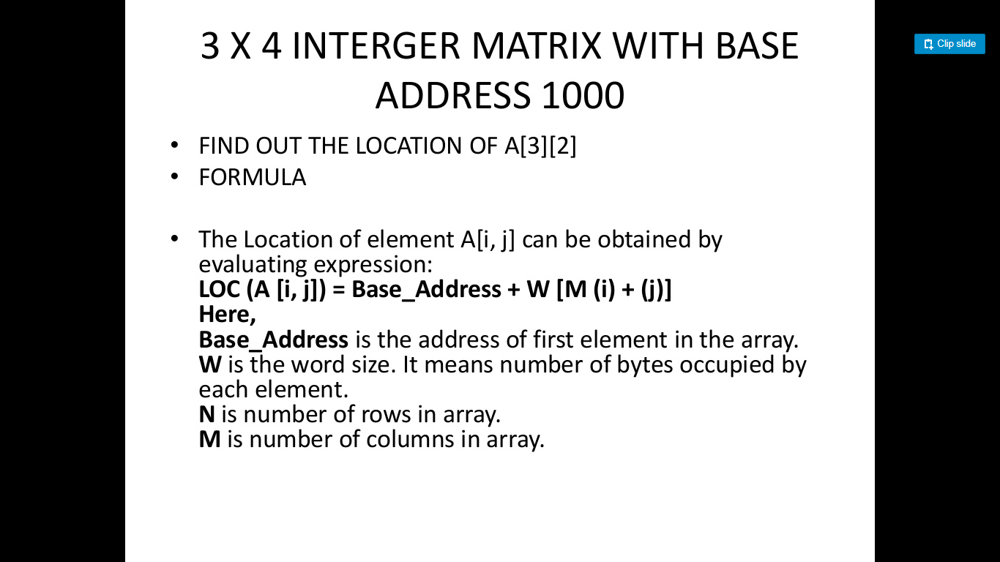 3 X 4 INTERGER MATRIX WITH BASE
ADDRESS 1000
Clip slide
• FIND OUT THE LOCATION OF A[3][2]
• FORMULA
• The Location of element A[i, j] can be obtained by
evaluating expression:
LOC (A [i, j]) = Base_Address + W [M (i) + (j)]
Here,
Base_Address is the address of first element in the array.
W is the word size. It means number of bytes occupied by
each element.
N is number of rows in array.
M is number of columns in array.